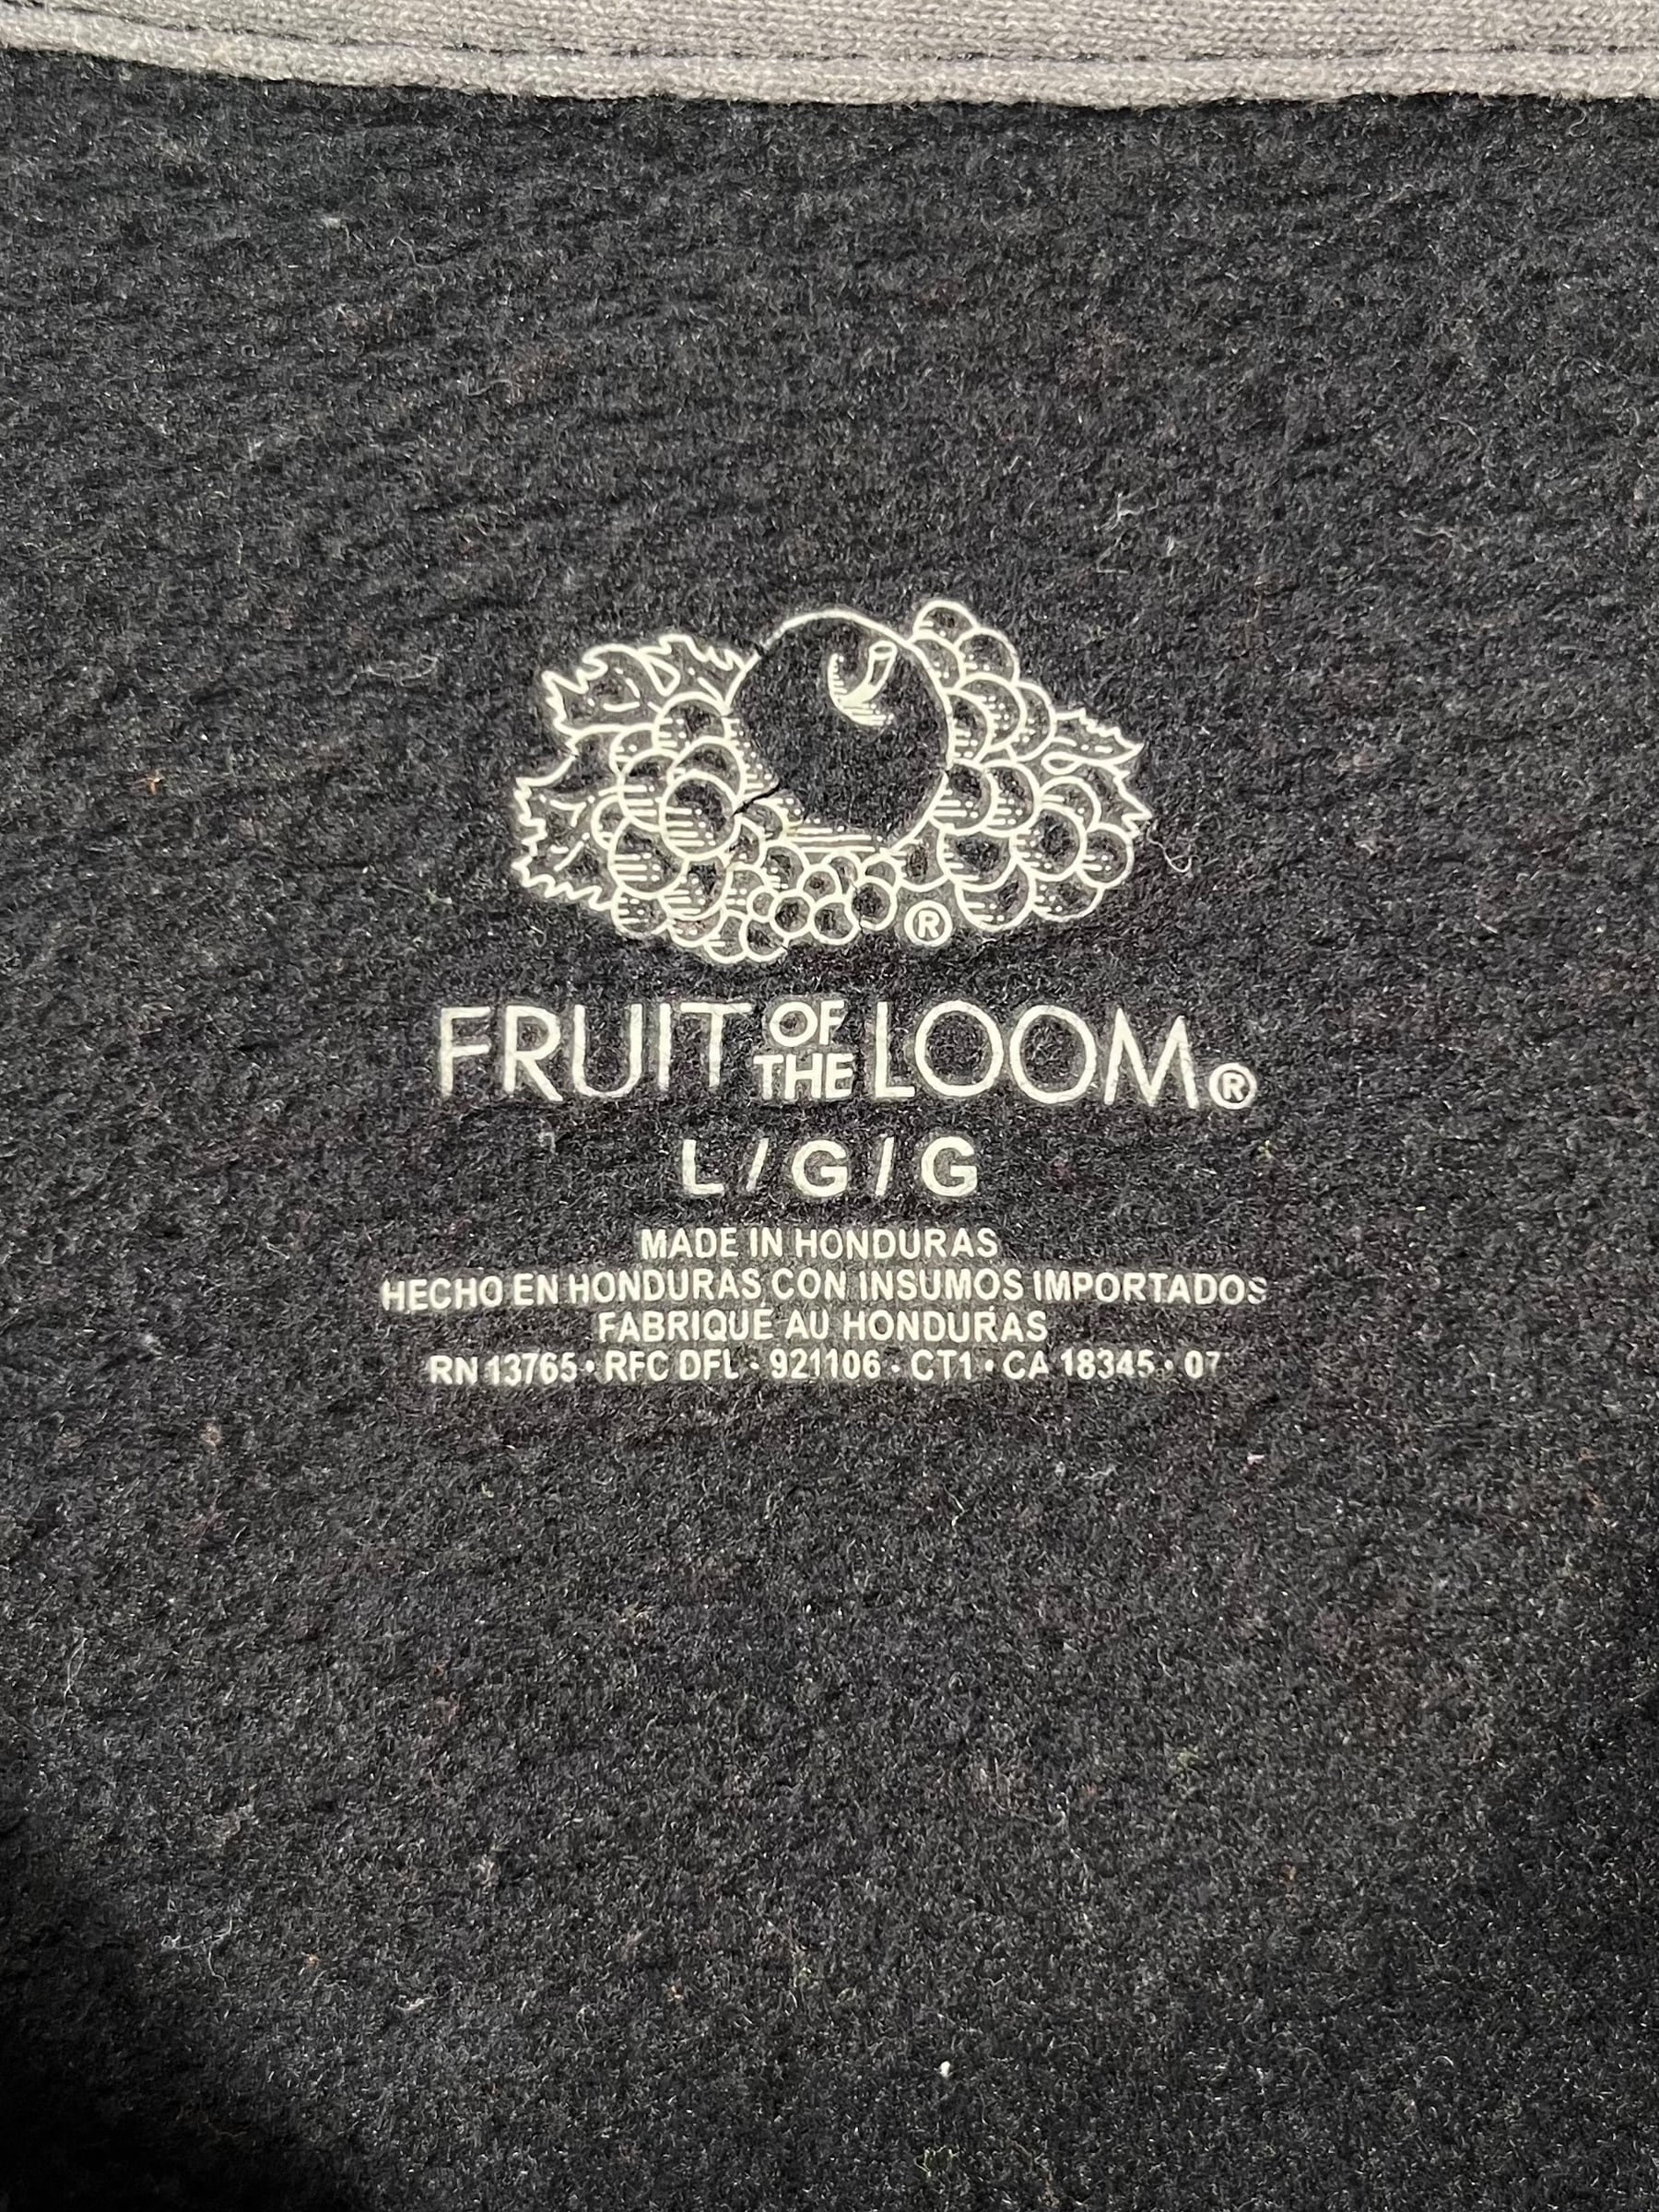 ®
FRUIT OF THE LOOM®
L / G / G
MADE IN HONDURAS
HECHO EN HONDURAS CON INSUMOS IMPORTADOS
FABRIQUÉ AU HONDURAS
RN 13765 • RFC DFL - 921106 - CT1 • CA 18345 • 07